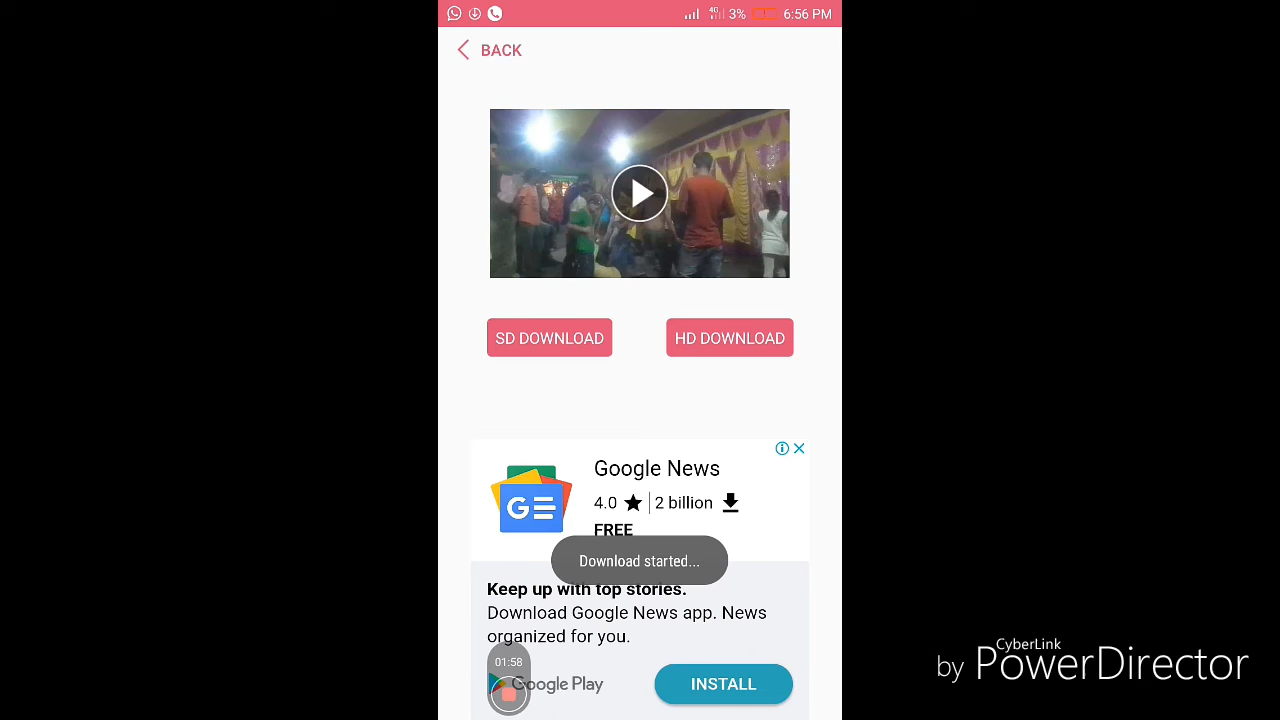 4G 3% 6:56 PM
BACK
SD DOWNLOAD HD DOWNLOAD
Google News
4.0 2 billion
FREE
Download started...
Keep up with top stories.
Download Google News app. News
organized for you.
01:58
Google Play
INSTALL
CyberLink
by PowerDirector